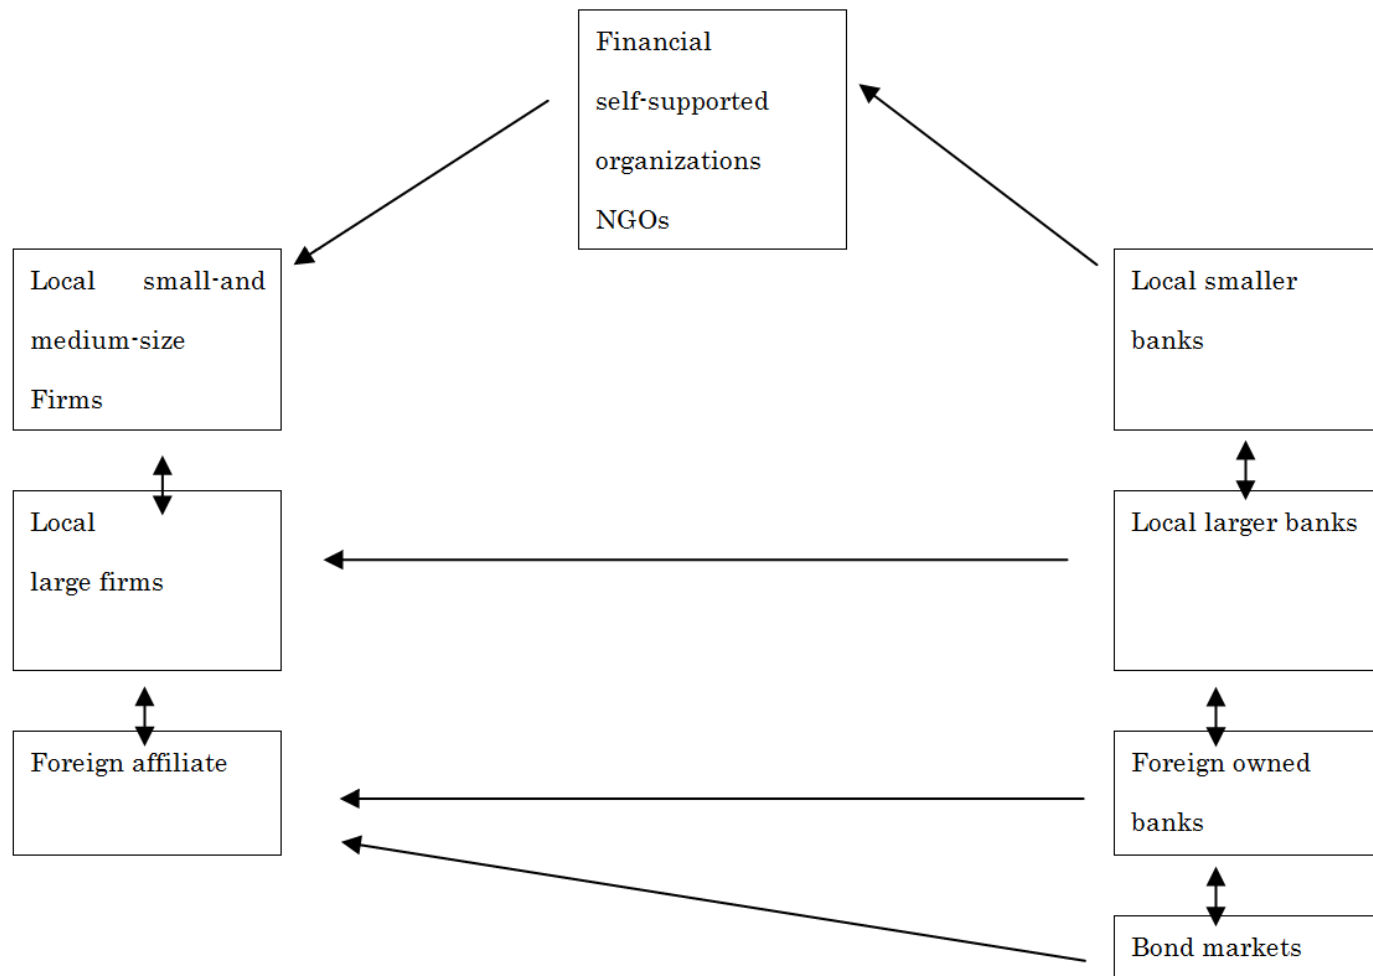 Financial
self-supported
organizations
NGOs
Local small-and
medium-size
Firms
Local smaller
banks
Local
large firms
Local larger banks
Foreign affiliate
Foreign owned
banks
Bond markets